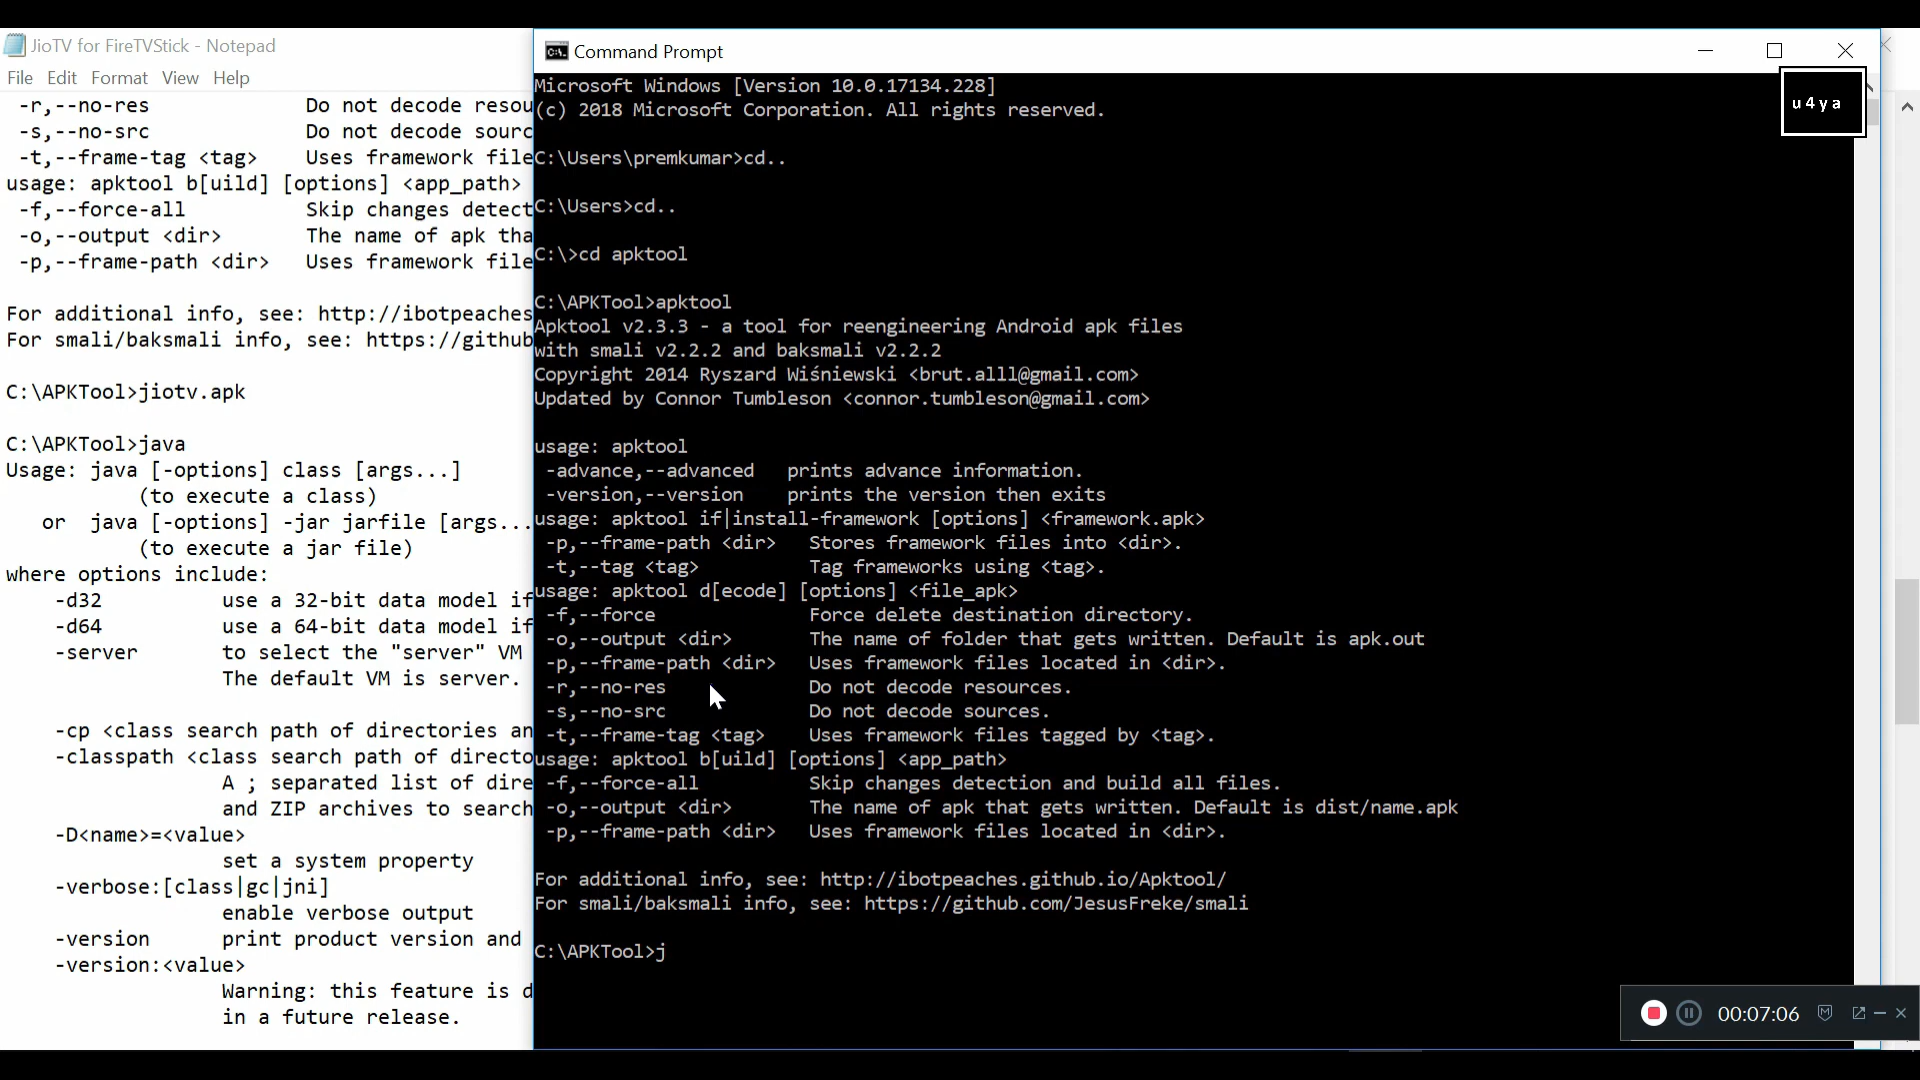 JioTV for FireTVStick - Notepad
File Edit Format View Help
-r,--no-res Do not decode resou
-s,--no-src Do not decode sourc
-t,--frame-tag <tag> Uses framework file
usage: apktool b[uild] [options] <app_path>
-f,--force-all Skip changes detect
-o,--output <dir> The name of apk tha
-p,--frame-path <dir> Uses framework file
For additional info, see: http://ibotpeaches
For smali/baksmali info, see: https://github
C:\APKTool>jiotv.apk
C:\APKTool>java
Usage: java [-options] class [args...]
(to execute a class)
or java [-options] -jar jarfile [args...
(to execute a jar file)
where options include:
-d32 use a 32-bit data model if
-d64 use a 64-bit data model if
-server to select the "server" VM
The default VM is server.
-cp <class search path of directories an
-classpath <class search path of directo
A ; separated list of dire
and ZIP archives to search
-D<name>=<value>
set a system property
-verbose:[class|gc|jni]
enable verbose output
-version print product version and
-version:<value>
Warning: this feature is d
in a future release.
Command Prompt
Microsoft Windows [Version 10.0.17134.228]
(c) 2018 Microsoft Corporation. All rights reserved.
u4ya
C:\Users\premkumar>cd..
C:\Users>cd..
C:\>cd apktool
C:\APKTool>apktool
Apktool v2.3.3 - a tool for reengineering Android apk files
with smali v2.2.2 and baksmali v2.2.2
Copyright 2014 Ryszard Wiśniewski <brut.alll@gmail.com>
Updated by Connor Tumbleson <connor.tumbleson@gmail.com>
usage: apktool
-advance,--advanced prints advance information.
-version,--version prints the version then exits
usage: apktool if|install-framework [options] <framework.apk>
-p,--frame-path <dir> Stores framework files into <dir>.
-t,--tag <tag> Tag frameworks using <tag>.
usage: apktool d[ecode] [options] <file_apk>
-f,--force Force delete destination directory.
-o,--output <dir> The name of folder that gets written. Default is apk.out
-p,--frame-path <dir> Uses framework files located in <dir>.
-r,--no-res Do not decode resources.
-s,--no-src Do not decode sources.
-t,--frame-tag <tag> Uses framework files tagged by <tag>.
usage: apktool b[uild] [options] <app_path>
-f,--force-all Skip changes detection and build all files.
-o,--output <dir> The name of apk that gets written. Default is dist/name.apk
-p,--frame-path <dir> Uses framework files located in <dir>.
For additional info, see: http://ibotpeaches.github.io/Apktool/
For smali/baksmali info, see: https://github.com/JesusFreke/smali
C:\APKTool>j
00:07:06